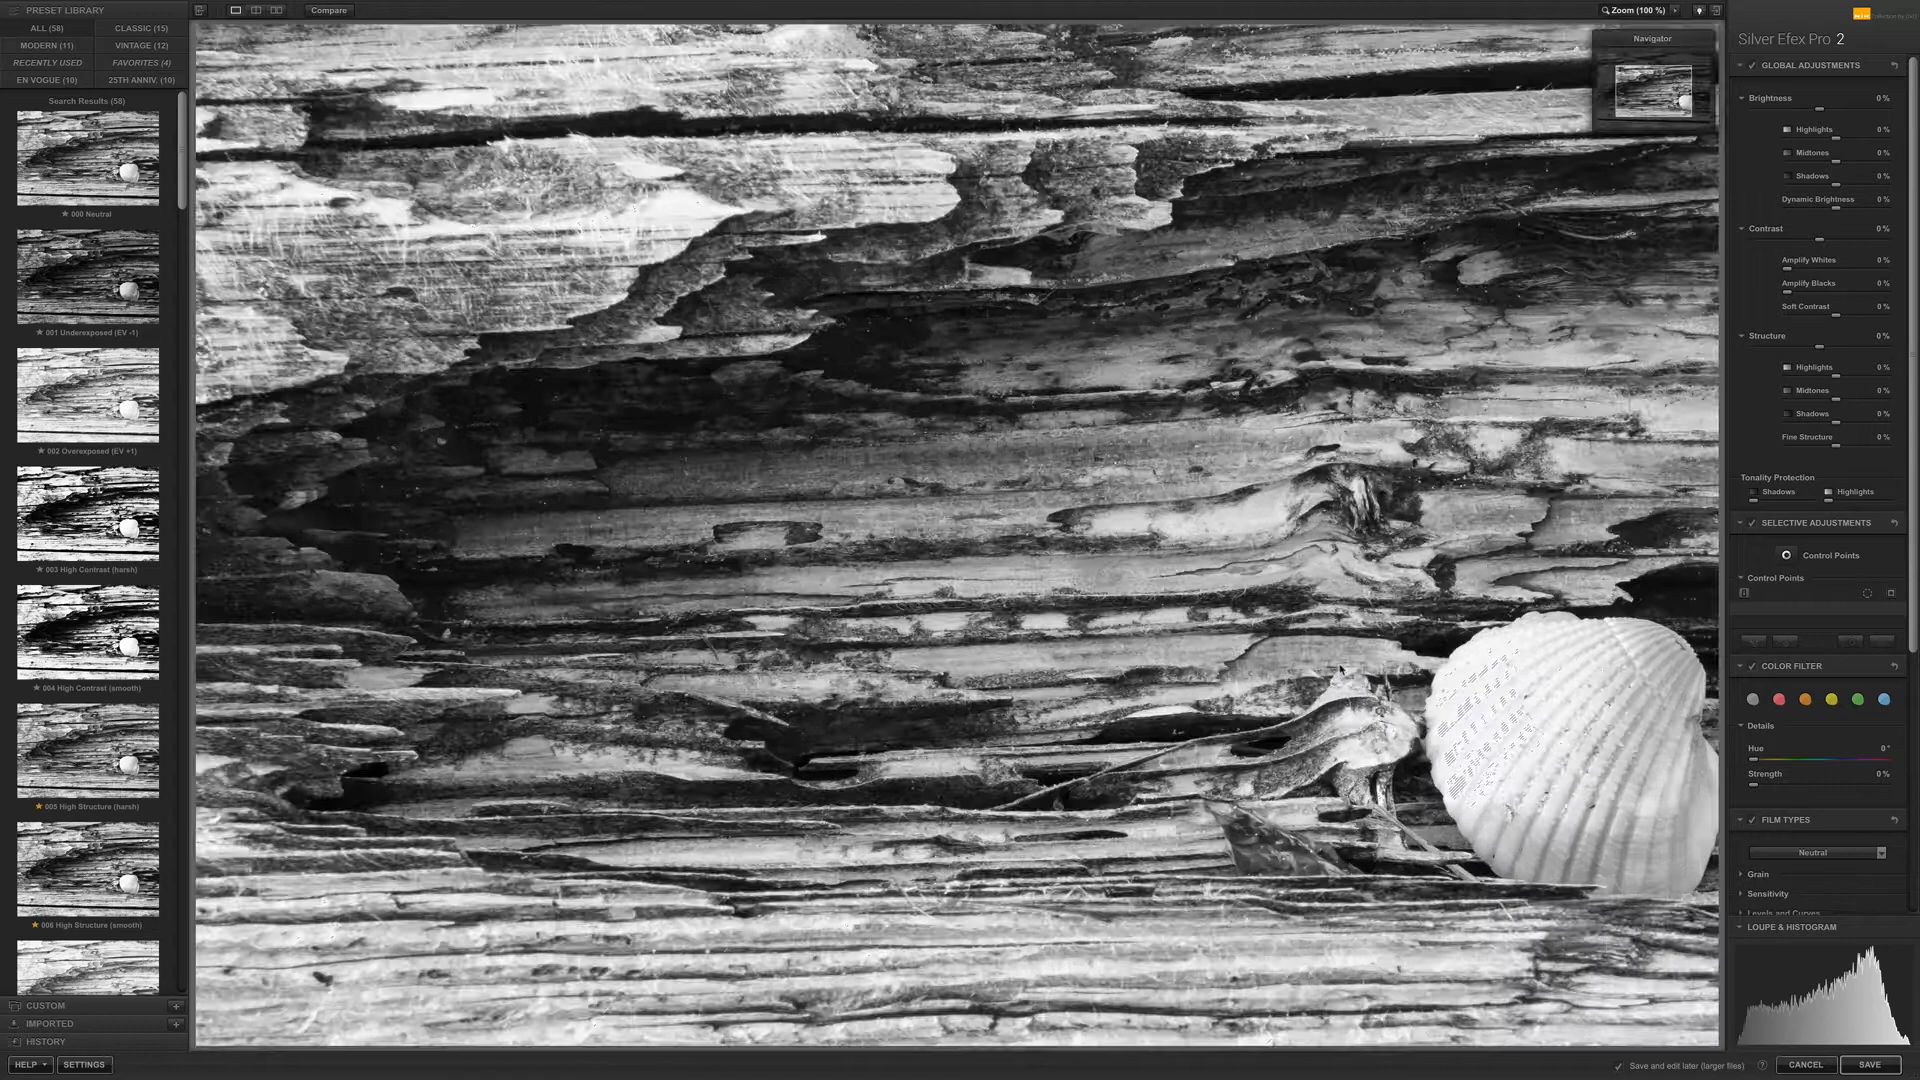 PRESET LIBRARY
ALL (58)
CLASSIC (15)
MODERN (11)
VINTAGE (12)
RECENTLY USED
FAVORITES (4)
EN VOGUE (10)
25TH ANNIV. (10)
Search Results (58)
000 Neutral
001 Underexposed (EV -1)
002 Overexposed (EV +1)
003 High Contrast (harsh)
004 High Contrast (smooth)
005 High Structure (harsh)
006 High Structure (smooth)
CUSTOM
IMPORTED
HISTORY
HELP
SETTINGS
Compare
Zoom (100 %)
Navigator
Silver Efex Pro 2
GLOBAL ADJUSTMENTS
Brightness 0 %
Highlights 0 %
Midtones 0 %
Shadows 0 %
Dynamic Brightness 0 %
Contrast 0 %
Amplify Whites 0 %
Amplify Blacks 0 %
Soft Contrast 0 %
Structure 0 %
Highlights 0 %
Midtones 0 %
Shadows 0 %
Fine Structure 0 %
Tonality Protection
Shadows Highlights
SELECTIVE ADJUSTMENTS
Control Points
Control Points
COLOR FILTER
Details
Hue 0 °
Strength 0 %
FILM TYPES
Neutral
Grain
Sensitivity
Levels and Curves
LOUPE & HISTOGRAM
Save and edit later (larger files)
CANCEL
SAVE